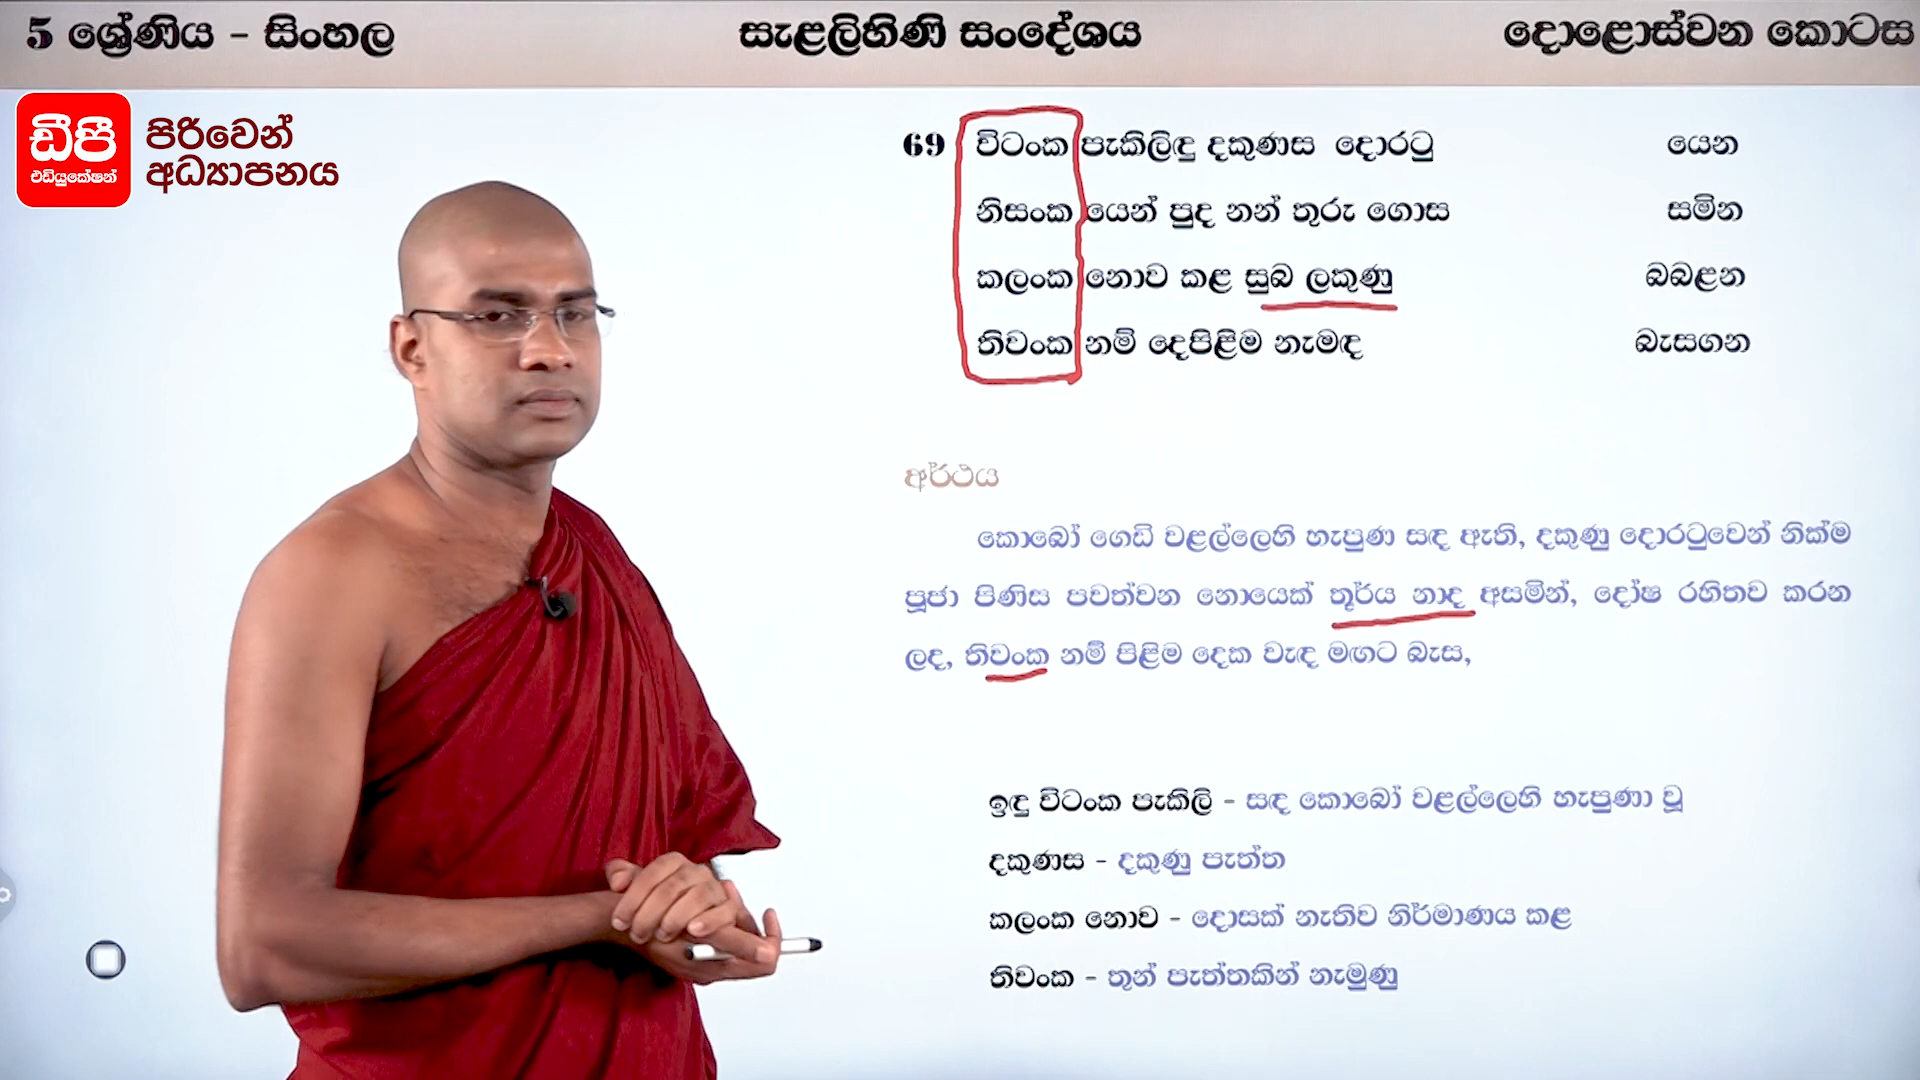 5 ශ්‍රේණිය - සිංහල
සැළලිහිණි සංදේශය
දොළොස්වන කොටස
ඩීපී
එඩියුකේෂන්
පිරිවෙන්
අධ්‍යාපනය
69 විටංක පැකිලිඳු දකුණස දොරටු යෙන
නිසංක යෙන් පුද නන් තුරු ගොස සමින
කලංක නොව කළ සුබ ලකුණු බබළන
තිවංක නම් දෙපිළිම නැමඳ බැසගන
අර්ථය
කොබෝ ගෙඩි වළල්ලෙහි හැපුණ සඳ ඇති, දකුණු දොරටුවෙන් නික්ම
පූජා පිණිස පවත්වන නොයෙක් තූර්ය නාද අසමින්, දෝෂ රහිතව කරන
ලද, තිවංක නම් පිළිම දෙක වැඳ මඟට බැස,
ඉඳු විටංක පැකිලි - සඳ කොබෝ වළල්ලෙහි හැපුණා වූ
දකුණස - දකුණු පැත්ත
කලංක නොව - දොසක් නැතිව නිර්මාණය කළ
තිවංක - තුන් පැත්තකින් නැමුණු